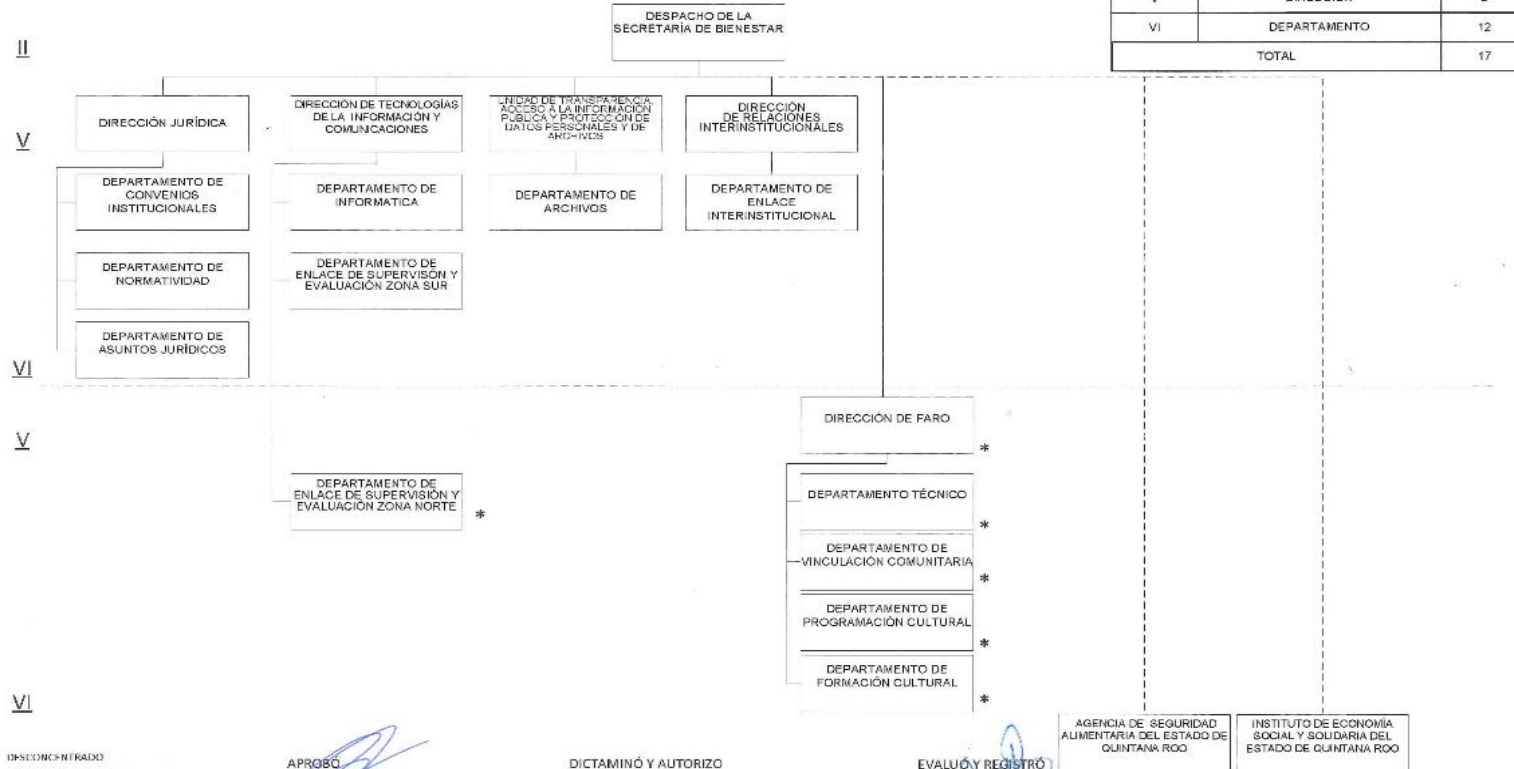 DESPACHO DE LA
SECRETARÍA DE BIENESTAR
VI DEPARTAMENTO 12
TOTAL 17
II
DIRECCIÓN JURÍDICA
DIRECCIÓN DE TECNOLOGÍAS
DE LA INFORMACIÓN Y
COMUNICACIONES
UNIDAD DE TRANSPARENCIA,
ACCESO A LA INFORMACIÓN
PÚBLICA Y PROTECCIÓN DE
DATOS PERSONALES Y DE
ARCHIVOS
DIRECCIÓN
DE RELACIONES
INTERINSTITUCIONALES
V
DEPARTAMENTO DE
CONVENIOS
INSTITUCIONALES
DEPARTAMENTO DE
INFORMATICA
DEPARTAMENTO DE
ARCHIVOS
DEPARTAMENTO DE
ENLACE
INTERINSTITUCIONAL
DEPARTAMENTO DE
NORMATIVIDAD
DEPARTAMENTO DE
ENLACE DE SUPERVISÓN Y
EVALUACIÓN ZONA SUR
DEPARTAMENTO DE
ASUNTOS JURÍDICOS
VI
V
DIRECCIÓN DE FARO
*
DEPARTAMENTO DE
ENLACE DE SUPERVISIÓN Y
EVALUACIÓN ZONA NORTE
*
DEPARTAMENTO TÉCNICO
*
DEPARTAMENTO DE
VINCULACIÓN COMUNITARIA
*
DEPARTAMENTO DE
PROGRAMACIÓN CULTURAL
*
DEPARTAMENTO DE
FORMACIÓN CULTURAL
*
VI
AGENCIA DE SEGURIDAD
ALIMENTARIA DEL ESTADO DE
QUINTANA ROO
INSTITUTO DE ECONOMÍA
SOCIAL Y SOLIDARIA DEL
ESTADO DE QUINTANA ROO
DESCONCENTRADO
APROBÓ
DICTAMINÓ Y AUTORIZO
EVALUÓ Y REGISTRÓ